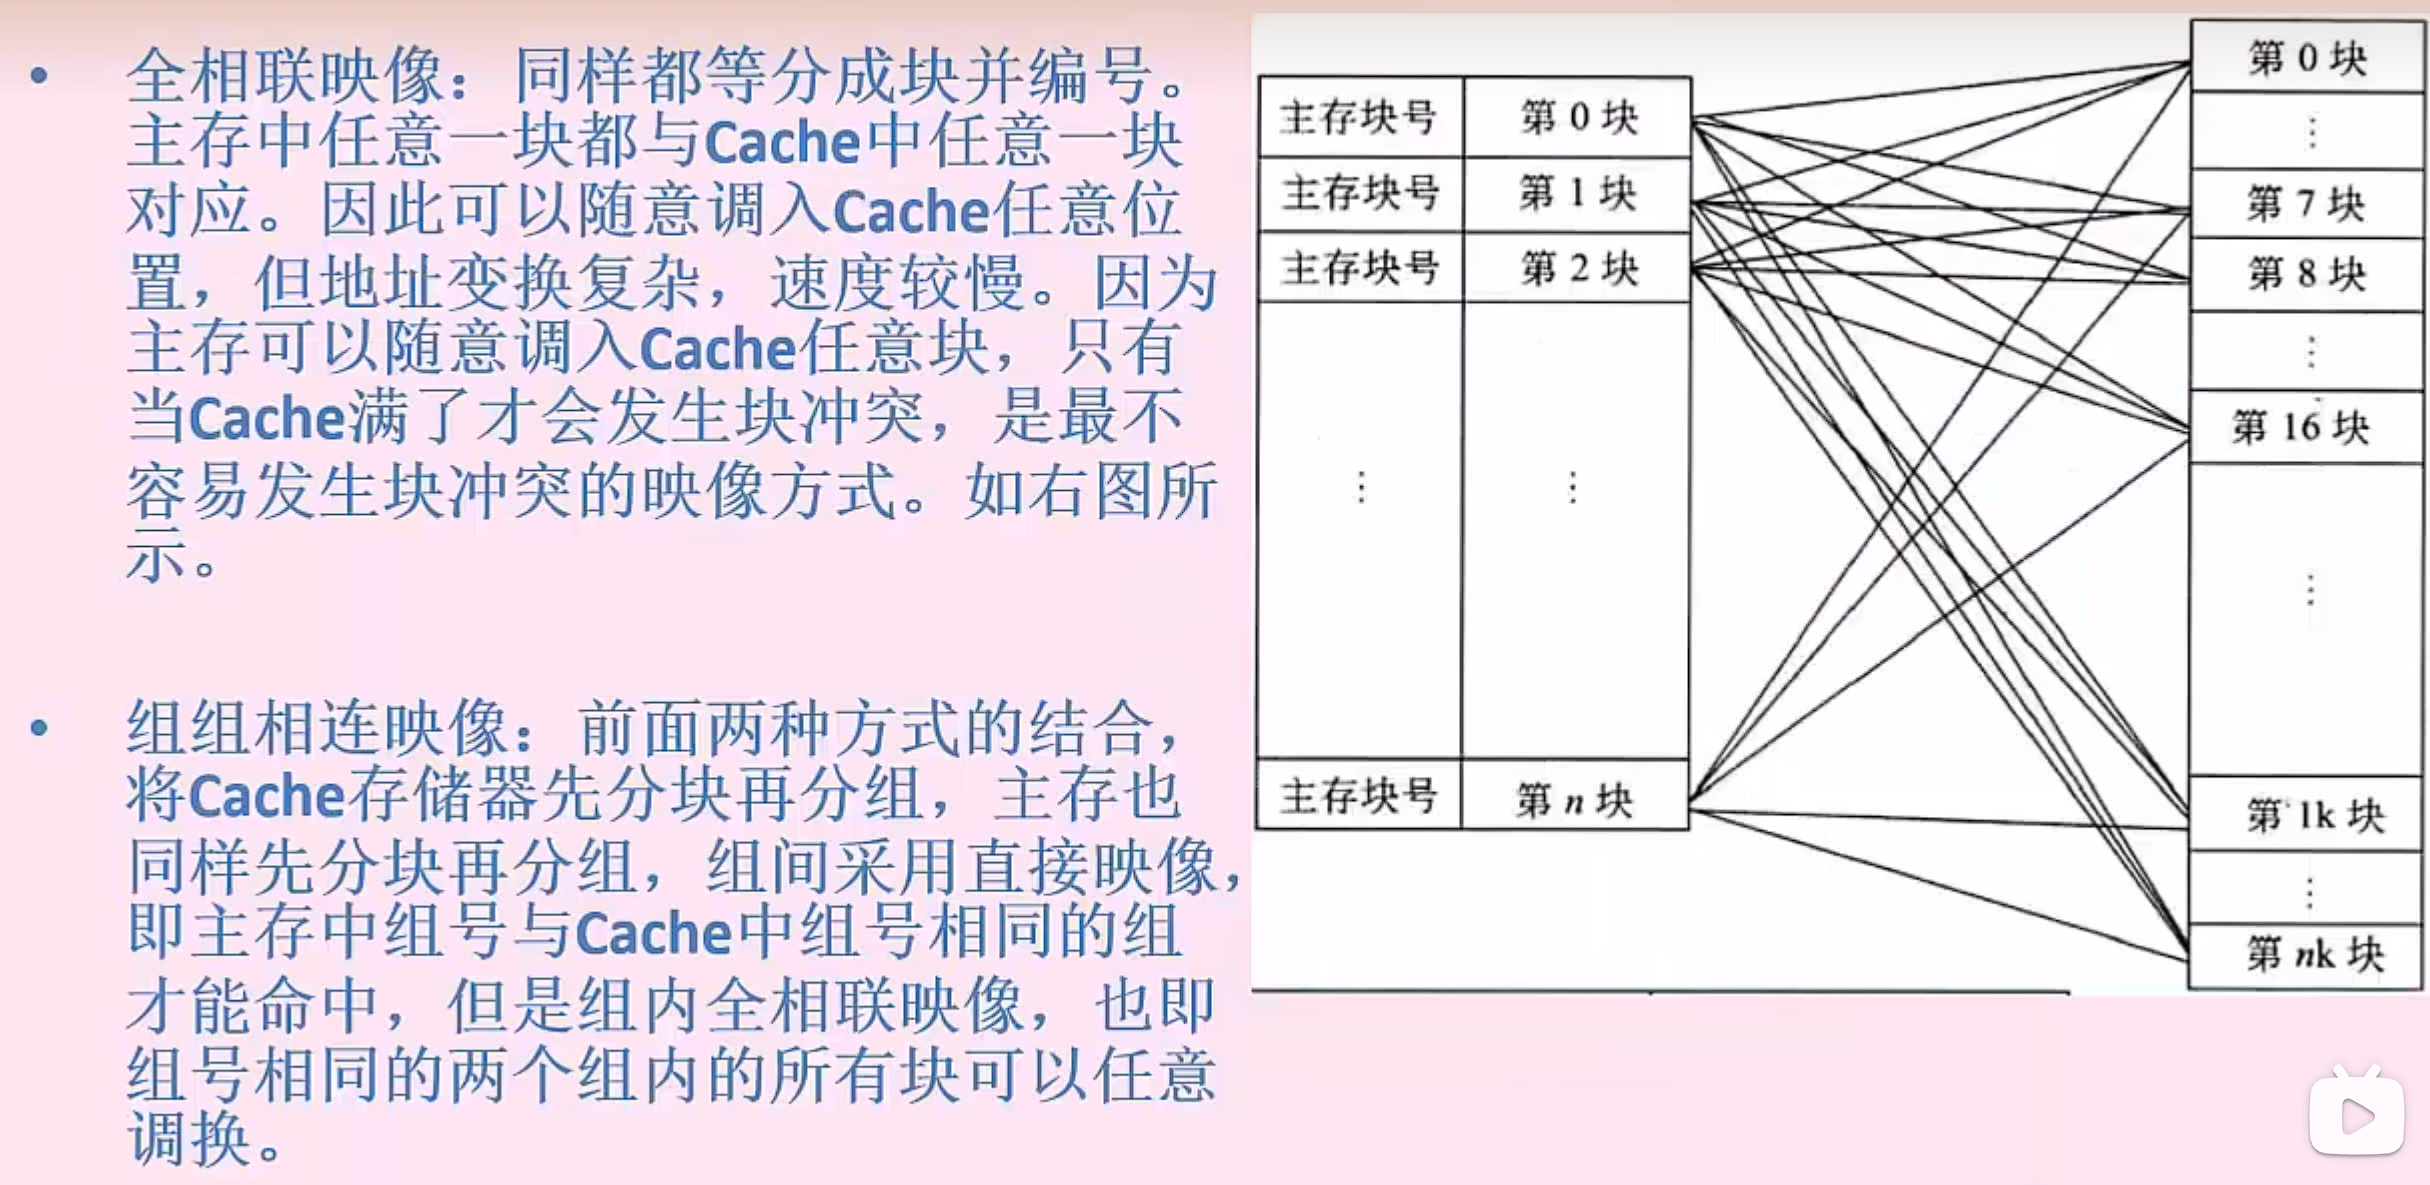 • 全相联映像：同样都等分成块并编号。
主存中任意一块都与Cache中任意一块
对应。因此可以随意调入Cache任意位
置，但地址变换复杂，速度较慢。因为
主存可以随意调入Cache任意块，只有
当Cache满了才会发生块冲突，是最不
容易发生块冲突的映像方式。如右图所
示。
• 组组相连映像：前面两种方式的结合，
将Cache存储器先分块再分组，主存也
同样先分块再分组，组间采用直接映像，
即主存中组号与Cache中组号相同的组
才能命中，但是组内全相联映像，也即
组号相同的两个组内的所有块可以任意
调换。
主存块号 第 0 块
主存块号 第 1 块
主存块号 第 2 块
⋮ ⋮
主存块号 第 n 块
第 0 块
⋮
第 7 块
第 8 块
⋮
第 16 块
⋮
第 1k 块
⋮
第 nk 块